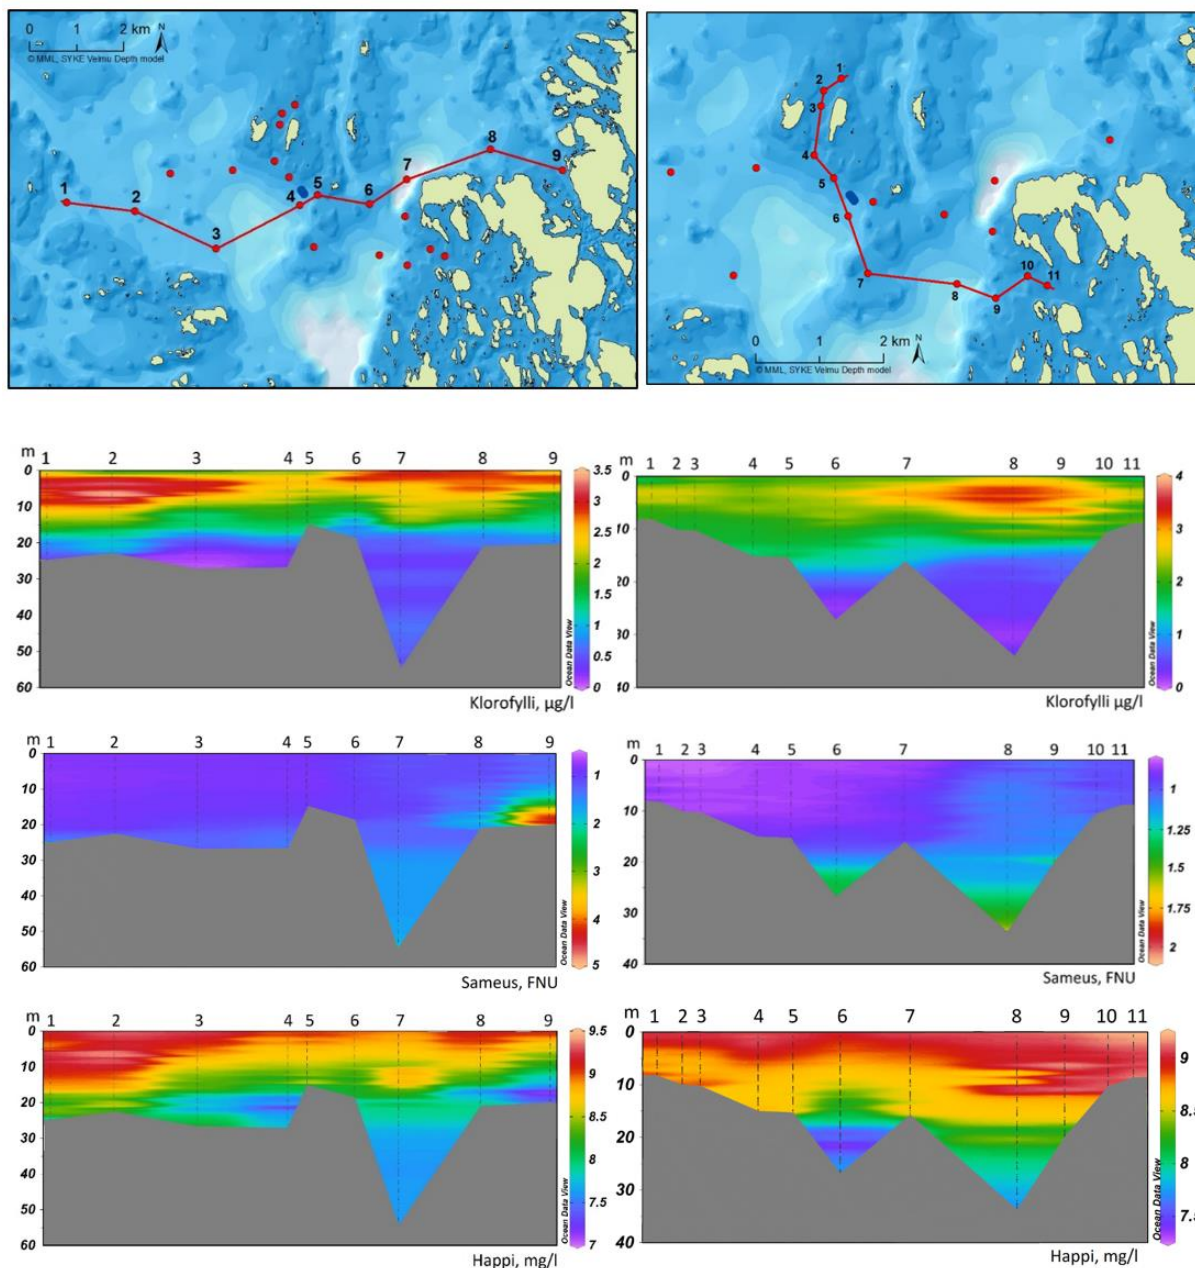 0 1 2 km N
© MML, SYKE Velmu Depth model
1 2 3 4 5 6 7 8 9
1 2 3 4 5 6 7 8 9 10 11
0 1 2 km N
© MML, SYKE Velmu Depth model
m 1 2 3 4 5 6 7 8 9
0 10 20 30 40 50 60
3.5 3 2.5 2 1.5 1 0.5 0
Ocean Data View
Klorofylli, µg/l
m 1 2 3 4 5 6 7 8 9 10 11
0 10 20 30 40
4 3 2 1 0
Ocean Data View
Klorofylli µg/l
m 1 2 3 4 5 6 7 8 9
0 10 20 30 40 50 60
1 2 3 4 5
Ocean Data View
Sameus, FNU
m 1 2 3 4 5 6 7 8 9 10 11
0 10 20 30 40
1 1.25 1.5 1.75 2
Ocean Data View
Sameus, FNU
m 1 2 3 4 5 6 7 8 9
0 10 20 30 40 50 60
9.5 9 8.5 8 7.5 7
Ocean Data View
Happi, mg/l
m 1 2 3 4 5 6 7 8 9 10 11
0 10 20 30 40
9 8.5 8 7.5
Ocean Data View
Happi, mg/l